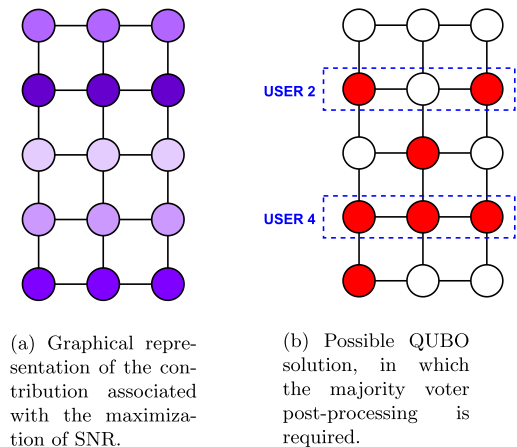 USER 2
USER 4
(a) Graphical repre-
sentation of the con-
tribution associated
with the maximiza-
tion of SNR.
(b) Possible QUBO
solution, in which
the majority voter
post-processing is
required.